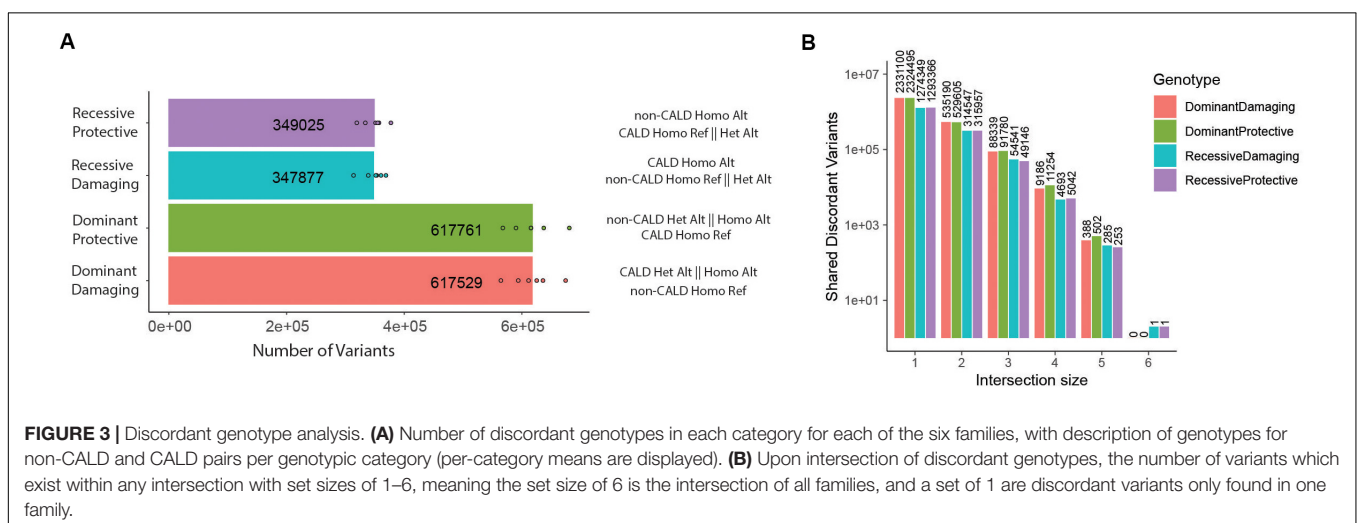 A
Recessive
Protective
349025
non-CALD Homo Alt
CALD Homo Ref || Het Alt
Recessive
Damaging
347877
CALD Homo Alt
non-CALD Homo Ref || Het Alt
Dominant
Protective
617761
non-CALD Het Alt || Homo Alt
CALD Homo Ref
Dominant
Damaging
617529
CALD Het Alt || Homo Alt
non-CALD Homo Ref
0e+00 2e+05 4e+05 6e+05
Number of Variants
B
Shared Discordant Variants
1e+07
1e+05
1e+03
1e+01
2331100
2324495
1274349
1293366
535190
529605
314547
315957
88339
91780
54541
49146
9186
11254
4693
5042
388
502
285
253
0
0
1
1
1 2 3 4 5 6
Intersection size
Genotype
DominantDamaging
DominantProtective
RecessiveDamaging
RecessiveProtective
FIGURE 3 | Discordant genotype analysis. (A) Number of discordant genotypes in each category for each of the six families, with description of genotypes for
non-CALD and CALD pairs per genotypic category (per-category means are displayed). (B) Upon intersection of discordant genotypes, the number of variants which
exist within any intersection with set sizes of 1–6, meaning the set size of 6 is the intersection of all families, and a set of 1 are discordant variants only found in one
family.